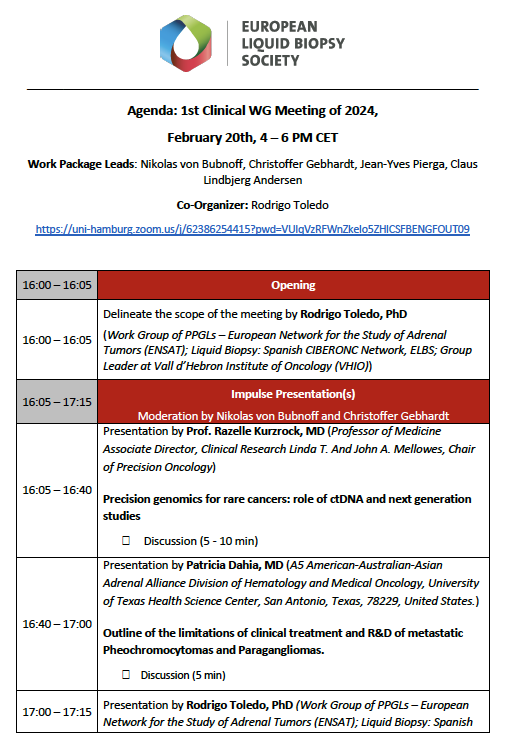 EUROPEAN
LIQUID BIOPSY
SOCIETY
Agenda: 1st Clinical WG Meeting of 2024,
February 20th, 4 – 6 PM CET
Work Package Leads: Nikolas von Bubnoff, Christoffer Gebhardt, Jean-Yves Pierga, Claus
Lindbjerg Andersen
Co-Organizer: Rodrigo Toledo
https://uni-hamburg.zoom.us/j/62386254415?pwd=VUlqVzRFWnZkelo5ZHlCSFBENGFOUT09
16:00 – 16:05 Opening
16:00 – 16:05
Delineate the scope of the meeting by Rodrigo Toledo, PhD
(Work Group of PPGLs – European Network for the Study of Adrenal
Tumors (ENSAT); Liquid Biopsy: Spanish CIBERONC Network, ELBS; Group
Leader at Vall d’Hebron Institute of Oncology (VHIO))
16:05 – 17:15
Impulse Presentation(s)
Moderation by Nikolas von Bubnoff and Christoffer Gebhardt
16:05 – 16:40
Presentation by Prof. Razelle Kurzrock, MD (Professor of Medicine
Associate Director, Clinical Research Linda T. And John A. Mellowes, Chair
of Precision Oncology)
Precision genomics for rare cancers: role of ctDNA and next generation
studies
Discussion (5 - 10 min)
16:40 – 17:00
Presentation by Patricia Dahia, MD (A5 American-Australian-Asian
Adrenal Alliance Division of Hematology and Medical Oncology, University
of Texas Health Science Center, San Antonio, Texas, 78229, United States.)
Outline of the limitations of clinical treatment and R&D of metastatic
Pheochromocytomas and Paragangliomas.
Discussion (5 min)
17:00 – 17:15
Presentation by Rodrigo Toledo, PhD (Work Group of PPGLs – European
Network for the Study of Adrenal Tumors (ENSAT); Liquid Biopsy: Spanish